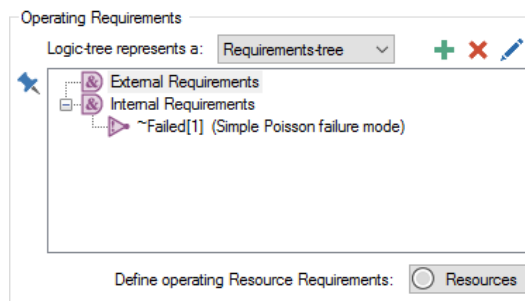 Operating Requirements
Logic-tree represents a: Requirements-tree
& External Requirements
& Internal Requirements
~Failed[1] (Simple Poisson failure mode)
Define operating Resource Requirements: Resources